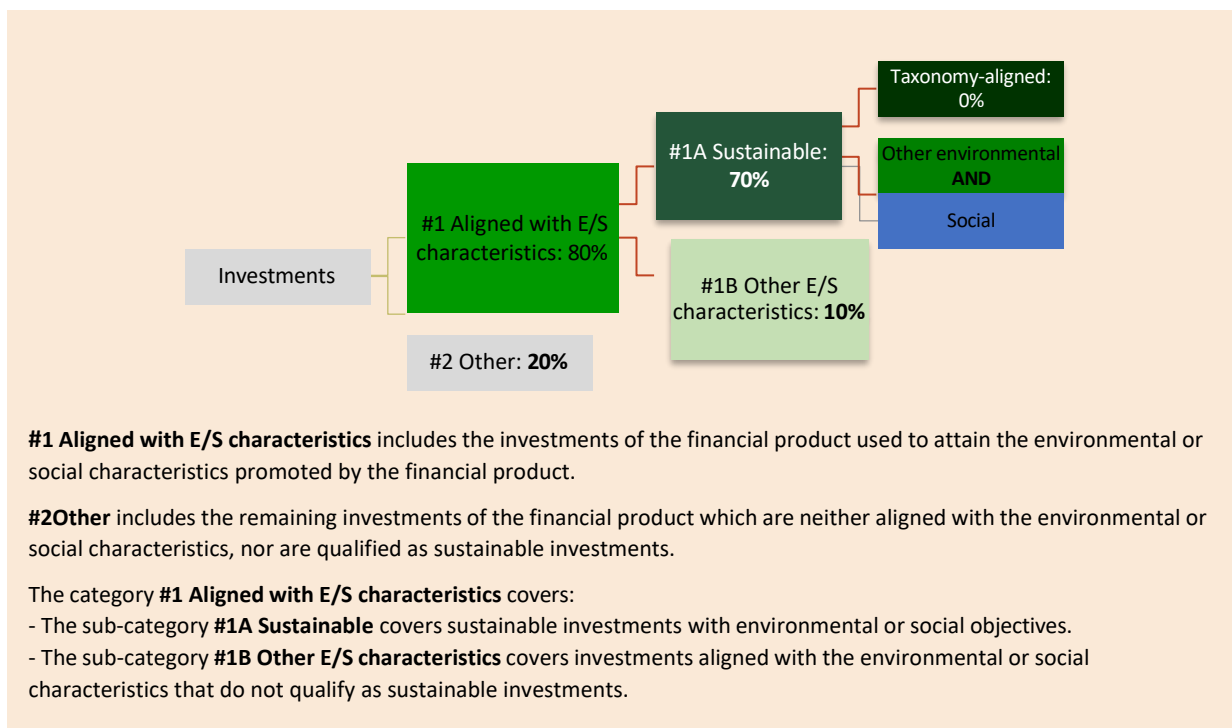 Taxonomy-aligned:
0%
#1A Sustainable:
70%
Other environmental
AND
Social
#1 Aligned with E/S
characteristics: 80%
Investments
#1B Other E/S
characteristics: 10%
#2 Other: 20%
#1 Aligned with E/S characteristics includes the investments of the financial product used to attain the environmental or
social characteristics promoted by the financial product.
#2Other includes the remaining investments of the financial product which are neither aligned with the environmental or
social characteristics, nor are qualified as sustainable investments.
The category #1 Aligned with E/S characteristics covers:
- The sub-category #1A Sustainable covers sustainable investments with environmental or social objectives.
- The sub-category #1B Other E/S characteristics covers investments aligned with the environmental or social
characteristics that do not qualify as sustainable investments.